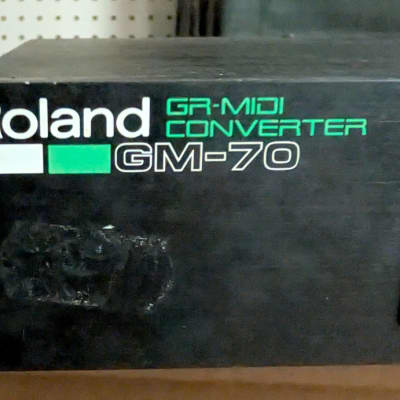 Roland GR-MIDI
CONVERTER
GM-70